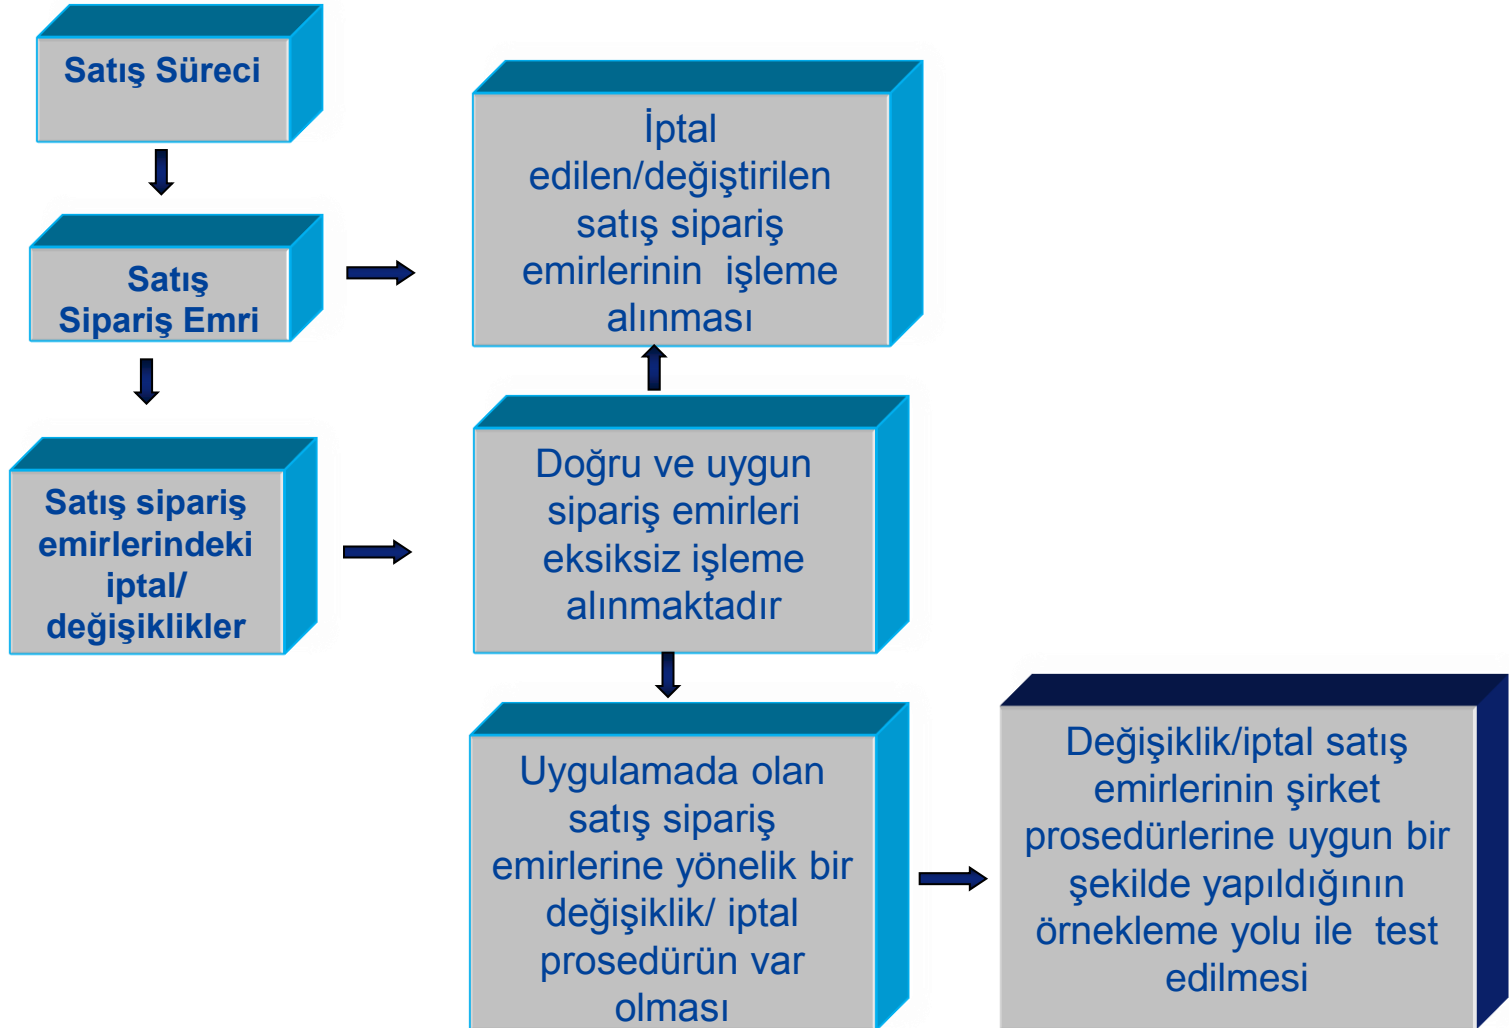 Satış Süreci
Satış
Sipariş Emri
Satış sipariş
emirlerindeki
iptal/
değişiklikler
İptal
edilen/değiştirilen
satış sipariş
emirlerinin işleme
alınması
Doğru ve uygun
sipariş emirleri
eksiksiz işleme
alınmaktadır
Uygulamada olan
satış sipariş
emirlerine yönelik bir
değişiklik/ iptal
prosedürün var
olması
Değişiklik/iptal satış
emirlerinin şirket
prosedürlerine uygun bir
şekilde yapıldığının
örnekleme yolu ile test
edilmesi